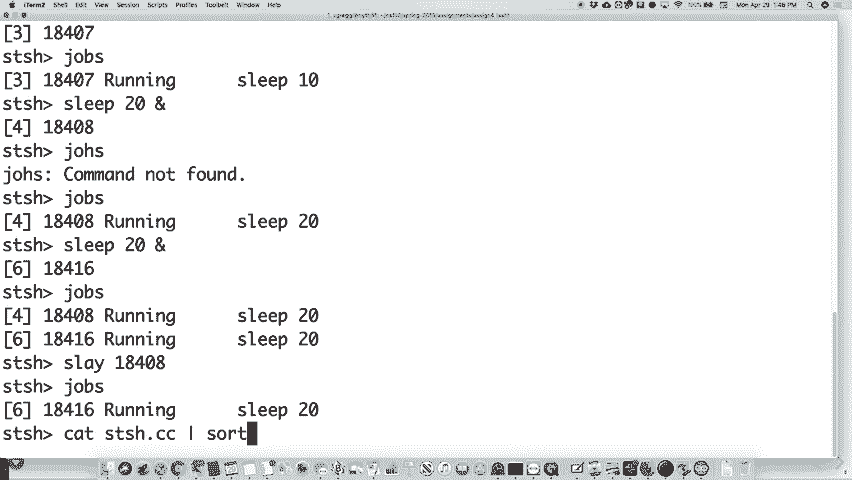 iTerm2 Shell Edit View Session Scripts Profiles Toolbelt Window Help Mon Apr 29 1:46 PM
[3] 18407
stsh> jobs
[3] 18407 Running sleep 10
stsh> sleep 20 &
[4] 18408
stsh> johs
johs: Command not found.
stsh> jobs
[4] 18408 Running sleep 20
stsh> sleep 20 &
[6] 18416
stsh> jobs
[4] 18408 Running sleep 20
[6] 18416 Running sleep 20
stsh> slay 18408
stsh> jobs
[6] 18416 Running sleep 20
stsh> cat stsh.cc | sort